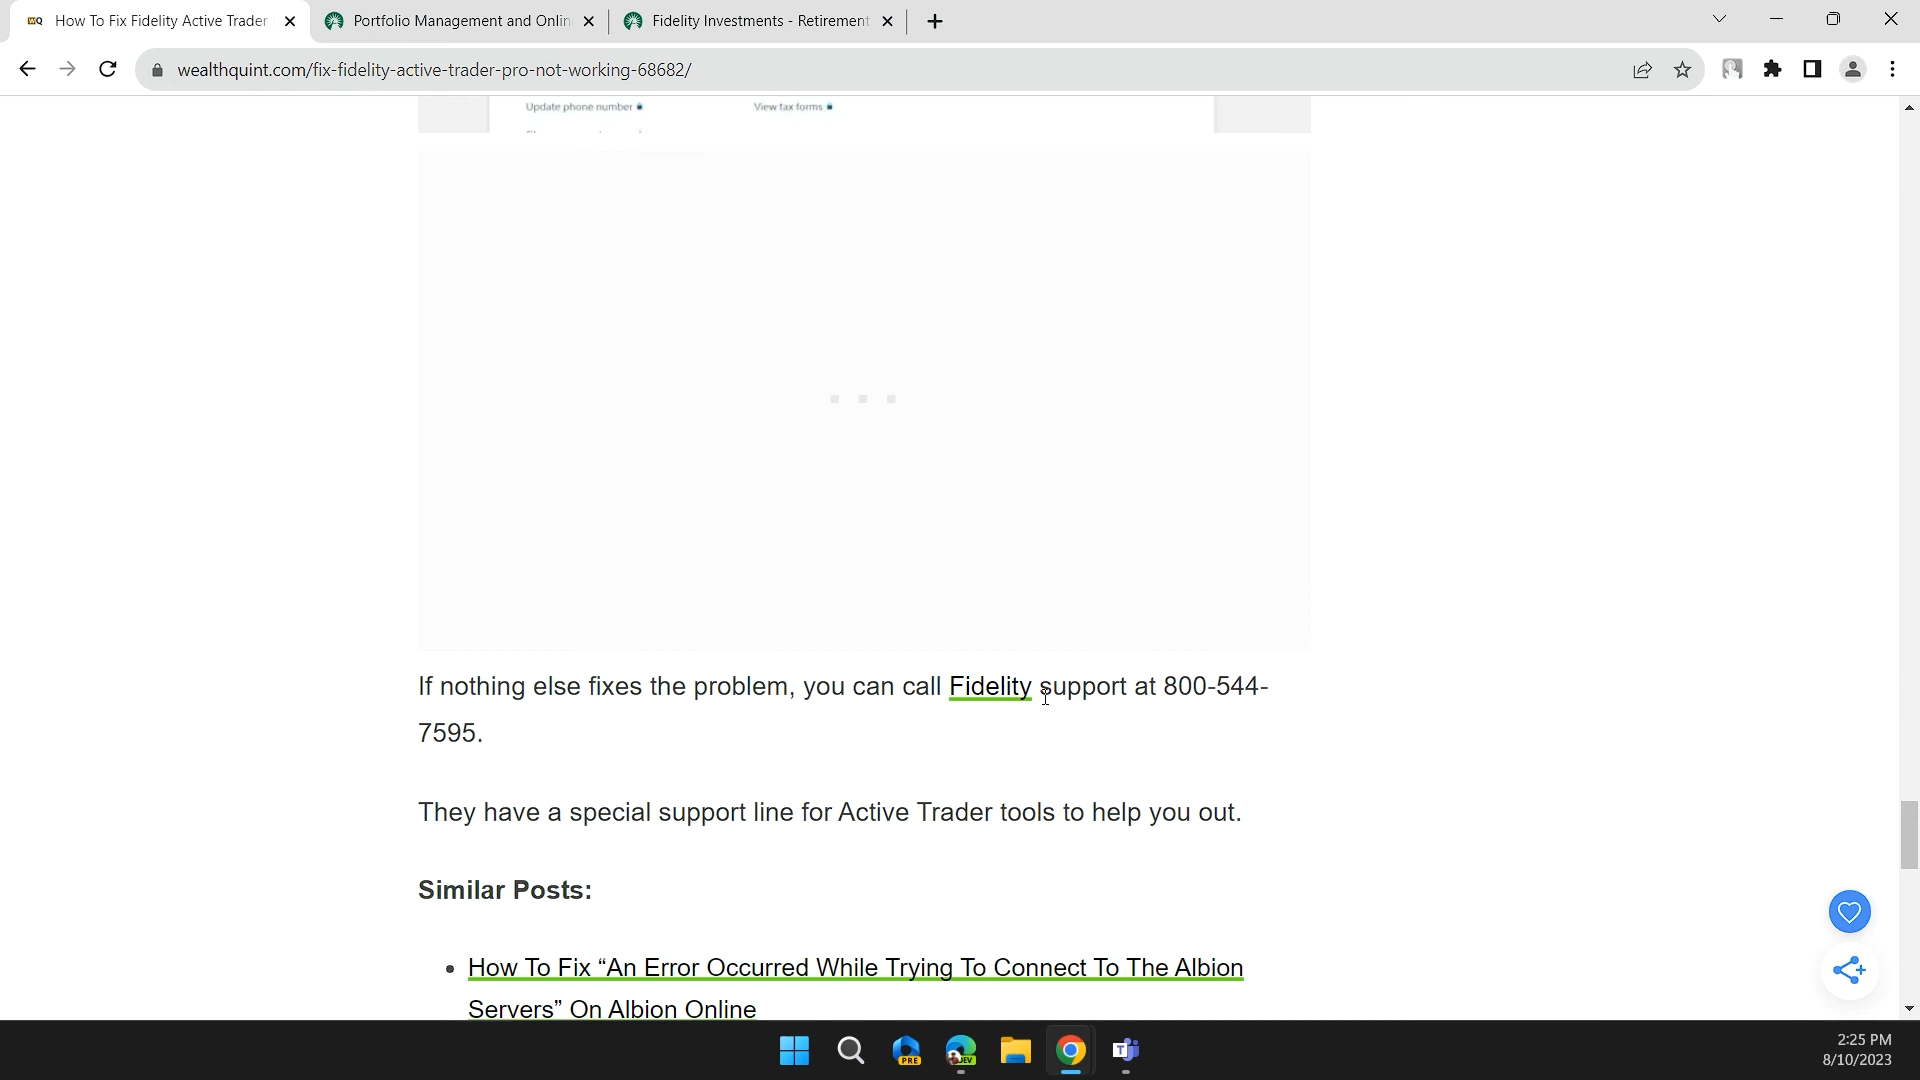 How To Fix Fidelity Active Trader
Portfolio Management and Onlin
Fidelity Investments - Retirement
wealthquint.com/fix-fidelity-active-trader-pro-not-working-68682/
Update phone number
View tax forms
If nothing else fixes the problem, you can call Fidelity support at 800-544-
7595.
They have a special support line for Active Trader tools to help you out.
Similar Posts:
How To Fix “An Error Occurred While Trying To Connect To The Albion
Servers” On Albion Online
PRE
DEV
2:25 PM
8/10/2023